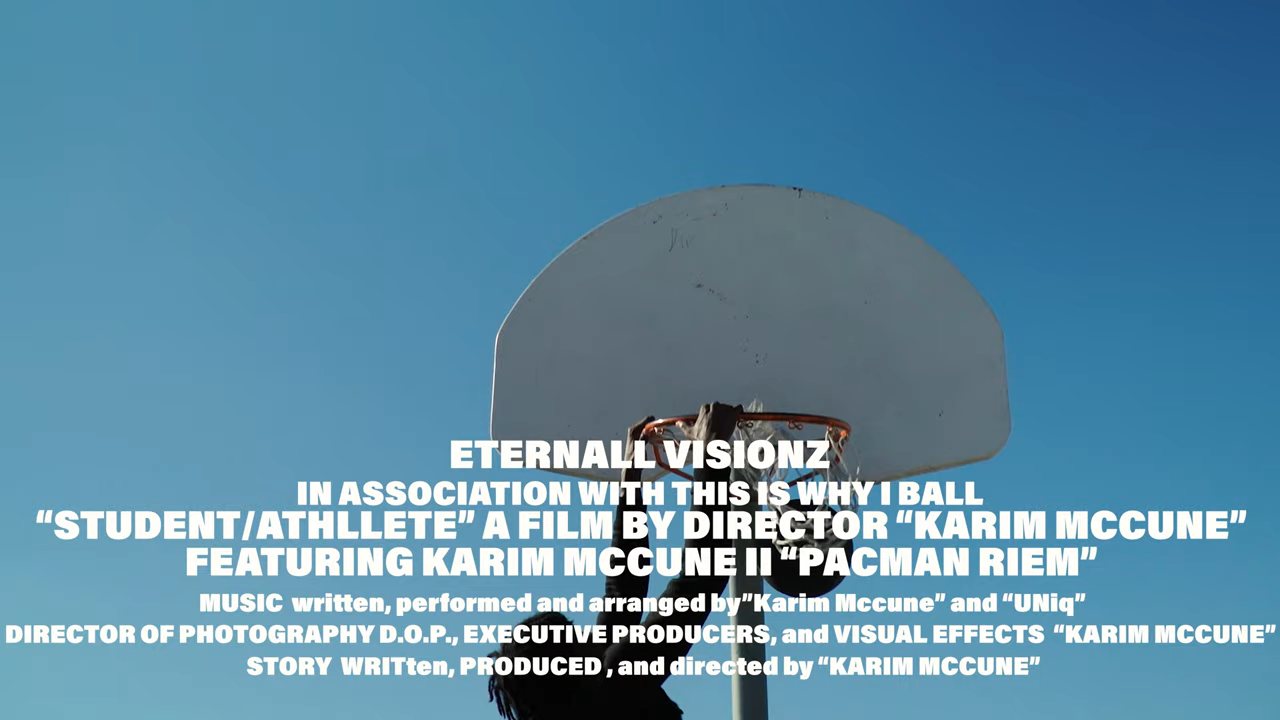 ETERNALL VISIONZ
IN ASSOCIATION WITH THIS IS WHY I BALL
“STUDENT/ATHLLETE” A FILM BY DIRECTOR “KARIM MCCUNE”
FEATURING KARIM MCCUNE II “PACMAN RIEM”
MUSIC written, performed and arranged by”Karim Mccune” and “UNiq”
DIRECTOR OF PHOTOGRAPHY D.O.P., EXECUTIVE PRODUCERS, and VISUAL EFFECTS “KARIM MCCUNE”
STORY WRITten, PRODUCED , and directed by “KARIM MCCUNE”